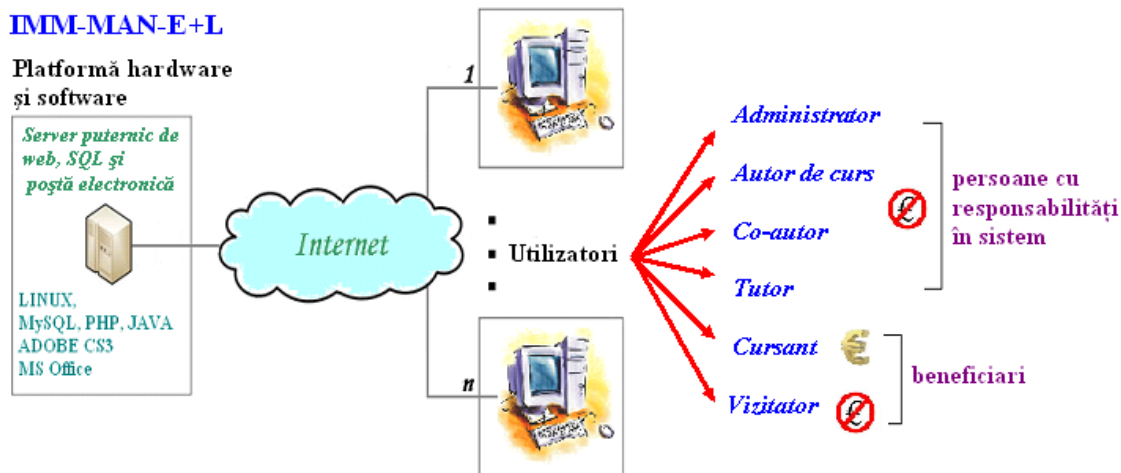 IMM-MAN-E+L
Platformă hardware
și software
Server puternic de
web, SQL şi
poştă electronică
LINUX,
MySQL, PHP, JAVA
ADOBE CS3
MS Office
Internet
1
n
Utilizatori
Administrator
Autor de curs
Co-autor
Tutor
Cursant
Vizitator
persoane cu
responsabilități
în sistem
beneficiari
€
€
€